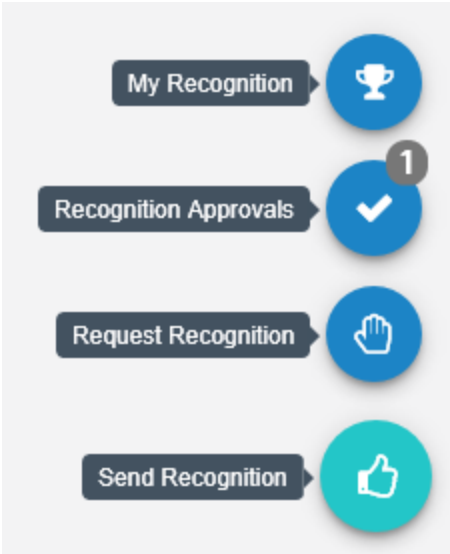 My Recognition
1
Recognition Approvals
Request Recognition
Send Recognition